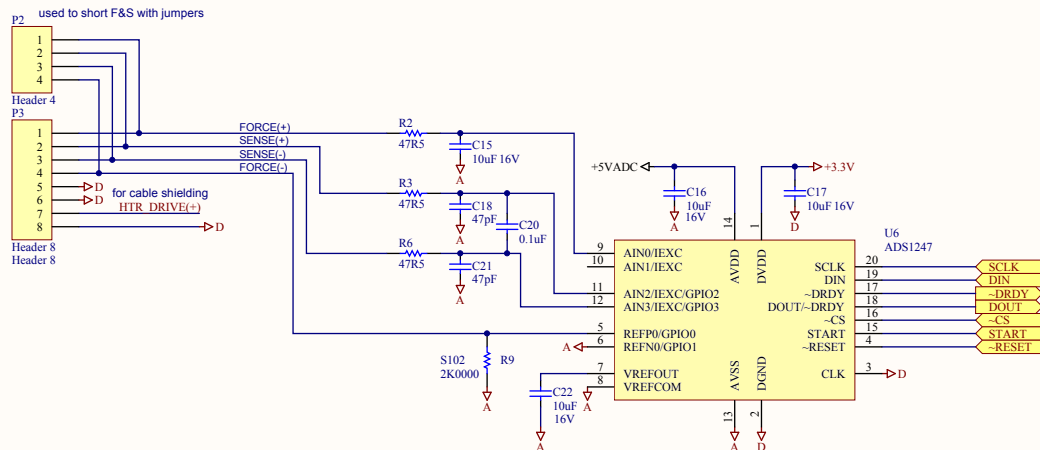 used to short F&S with jumpers
P2
1
2
3
4
Header 4
P3
1
2
3
4
5
6
7
8
Header 8
Header 8
D
D
for cable shielding
HTR_DRIVE(+)
D
FORCE(+)
SENSE(+)
SENSE(-)
FORCE(-)
R2
47R5
C15
10uF 16V
A
R3
47R5
C18
47pF
A
C20
0.1uF
R6
47R5
C21
47pF
A
S102
2K0000
R9
A
A
C22
10uF
16V
A
A
+5VADC
C16
10uF
16V
A
+3.3V
C17
10uF 16V
D
U6
ADS1247
14
1
AVDD
DVDD
9
AIN0/IEXC
10
AIN1/IEXC
11
AIN2/IEXC/GPIO2
12
AIN3/IEXC/GPIO3
5
REFP0/GPIO0
6
REFN0/GPIO1
7
VREFOUT
8
VREFCOM
SCLK
20
SCLK
DIN
19
DIN
~DRDY
17
~DRDY
DOUT/~DRDY
18
DOUT
~CS
16
~CS
START
15
START
~RESET
4
~RESET
CLK
3
D
AVSS
DGND
13
2
A
D